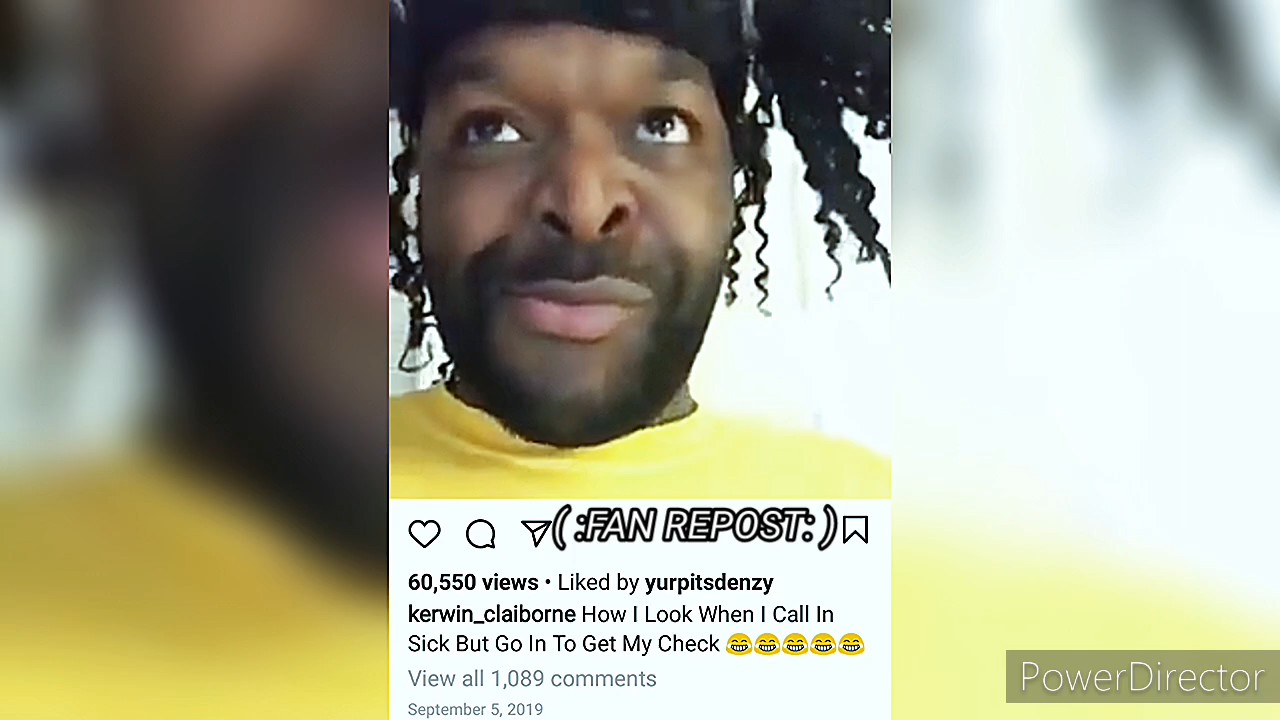 ( :FAN REPOST: )
60,550 views • Liked by yurpitsdenzy
kerwin_claiborne How I Look When I Call In
Sick But Go In To Get My Check 😂😂😂😂😂
View all 1,089 comments
September 5, 2019
PowerDirector